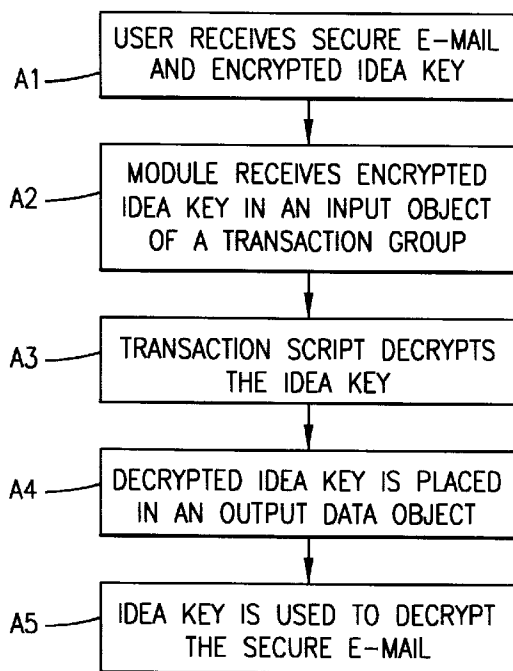 A1
USER RECEIVES SECURE E-MAIL
AND ENCRYPTED IDEA KEY
A2
MODULE RECEIVES ENCRYPTED
IDEA KEY IN AN INPUT OBJECT
OF A TRANSACTION GROUP
A3
TRANSACTION SCRIPT DECRYPTS
THE IDEA KEY
A4
DECRYPTED IDEA KEY IS PLACED
IN AN OUTPUT DATA OBJECT
A5
IDEA KEY IS USED TO DECRYPT
THE SECURE E-MAIL